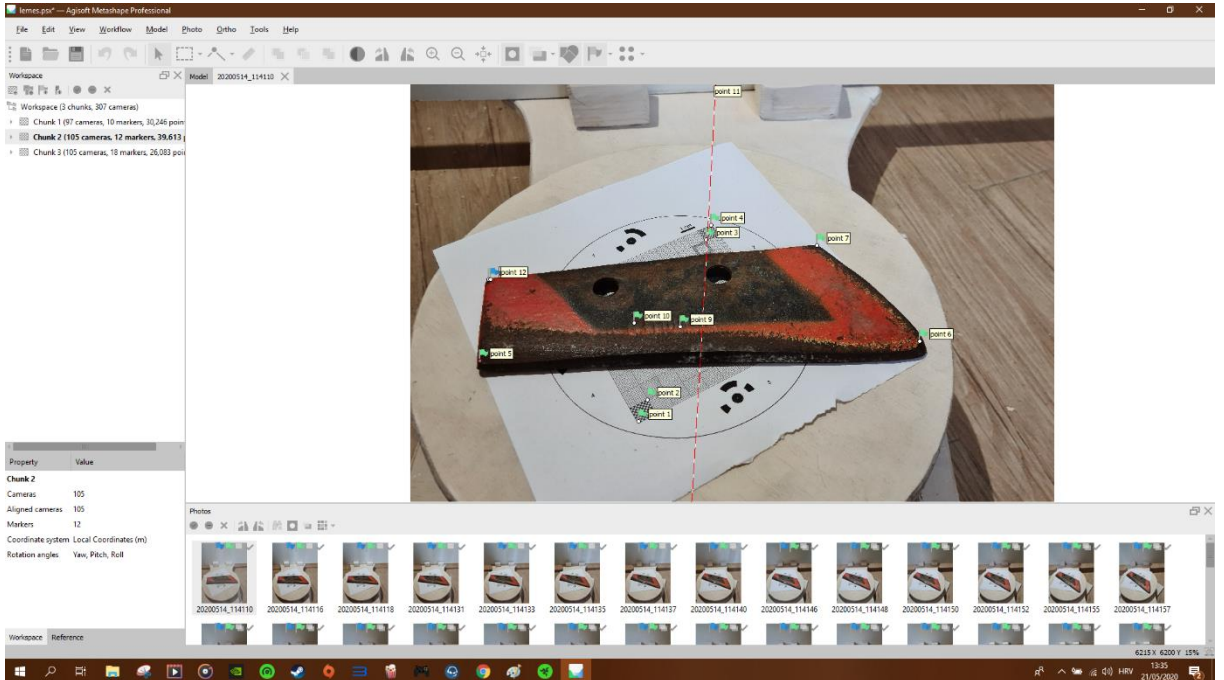 lemes.psx* — Agisoft Metashape Professional
File Edit View Workflow Model Photo Ortho Tools Help
Workspace
Model 20200514_114110
Workspace (3 chunks, 307 cameras)
Chunk 1 (97 cameras, 10 markers, 30,246 poin
Chunk 2 (105 cameras, 12 markers, 39,613
Chunk 3 (105 cameras, 18 markers, 26,083 poi
point 11
point 4
point 3
point 7
point 12
point 10
point 9
point 6
point 5
point 2
point 1
Property Value
Chunk 2
Cameras 105
Aligned cameras 105
Markers 12
Coordinate system Local Coordinates (m)
Rotation angles Yaw, Pitch, Roll
Photos
20200514_114110 20200514_114116 20200514_114118 20200514_114131 20200514_114133 20200514_114135 20200514_114137 20200514_114140 20200514_114146 20200514_114148 20200514_114150 20200514_114152 20200514_114155 20200514_114157
Workspace Reference
6215 X 6200 Y 15%
HRV
13:35
21/05/2020